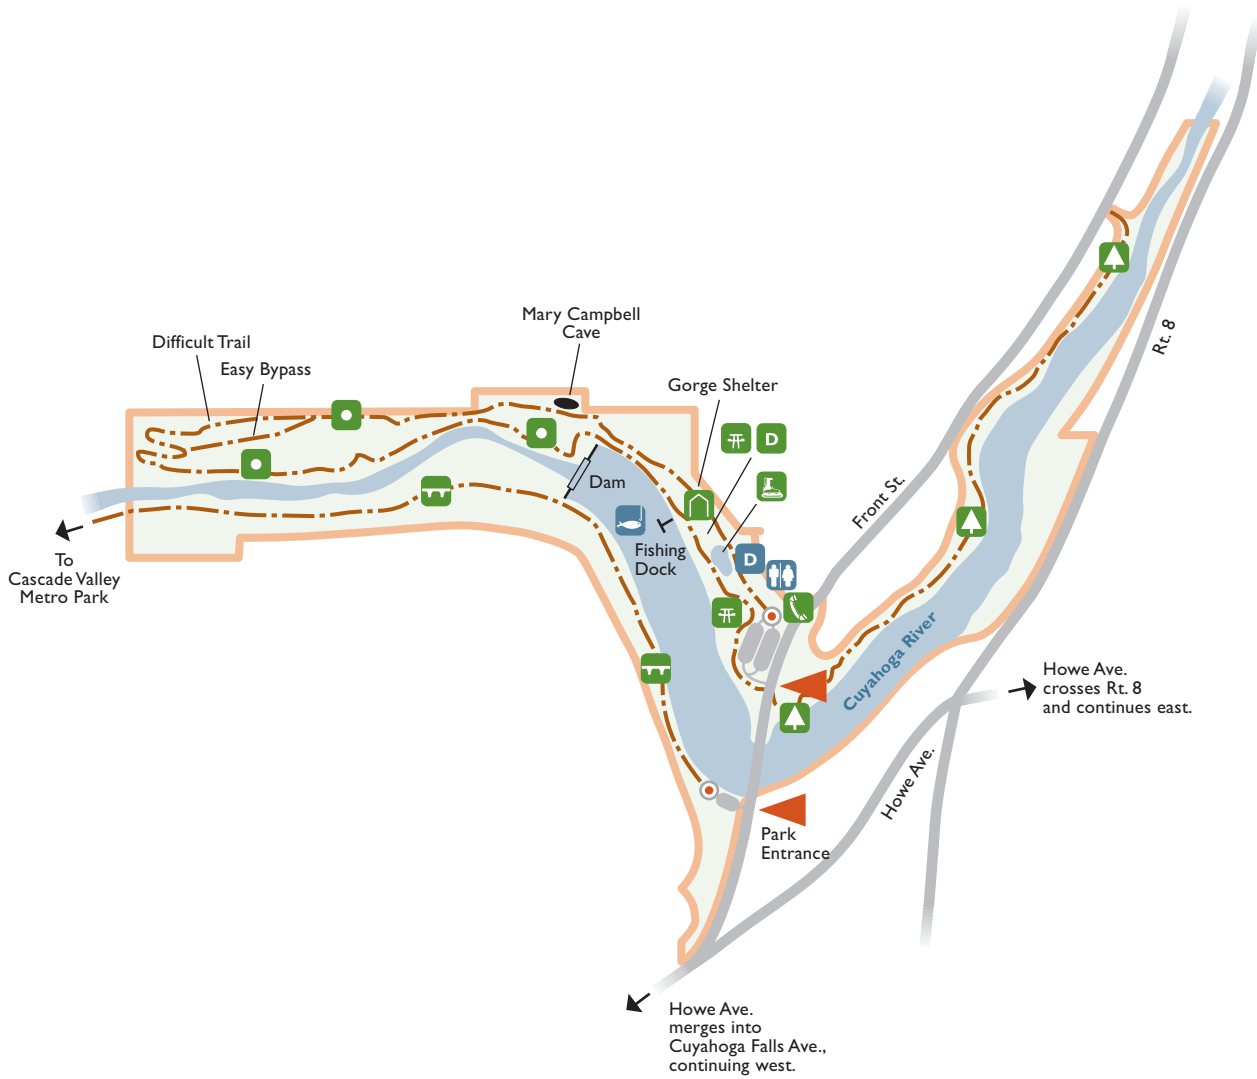 Mary Campbell
Cave
Difficult Trail
Easy Bypass
Gorge Shelter
D
Rt. 8
Dam
Front St.
Fishing
Dock
D
To
Cascade Valley
Metro Park
Cuyahoga River
Howe Ave.
crosses Rt. 8
and continues east.
Howe Ave.
Park
Entrance
Howe Ave.
merges into
Cuyahoga Falls Ave.,
continuing west.